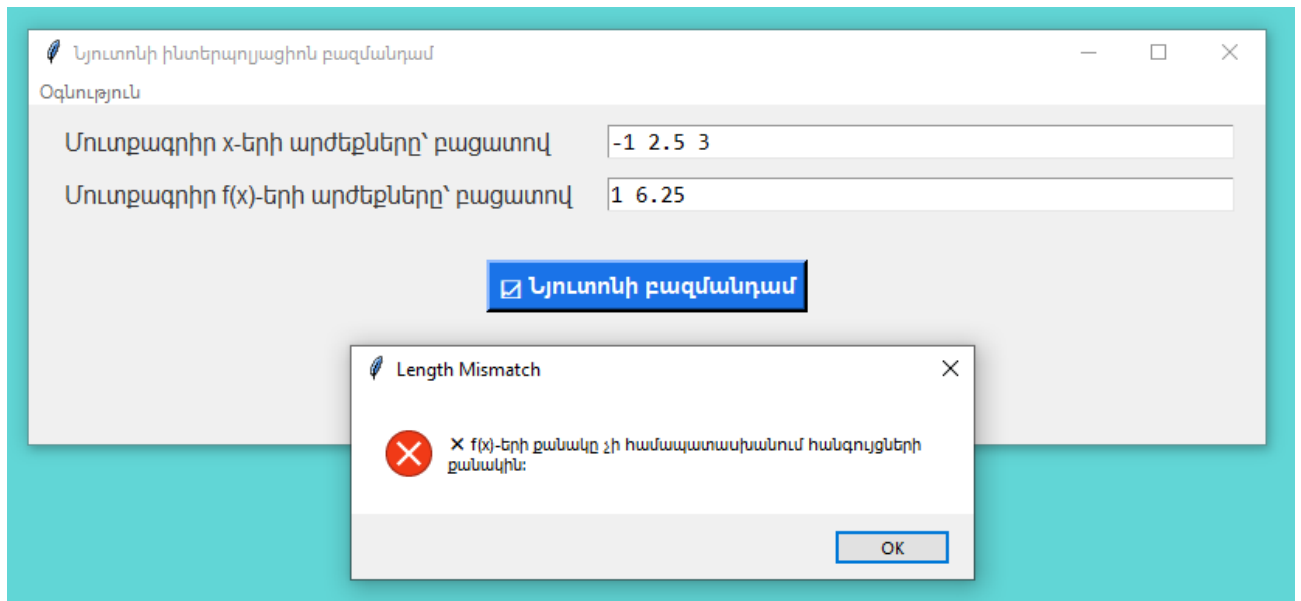 Նյուտոնի ինտերպոլյացիոն բազմանդամ
Օգնություն
Մուտքագրիր x-երի արժեքները՝ բացատով
-1 2.5 3
Մուտքագրիր f(x)-երի արժեքները՝ բացատով
1 6.25
☑ Նյուտոնի բազմանդամ
Length Mismatch
✕ f(x)-երի քանակը չի համապատասխանում հանգույցների
քանակին:
OK